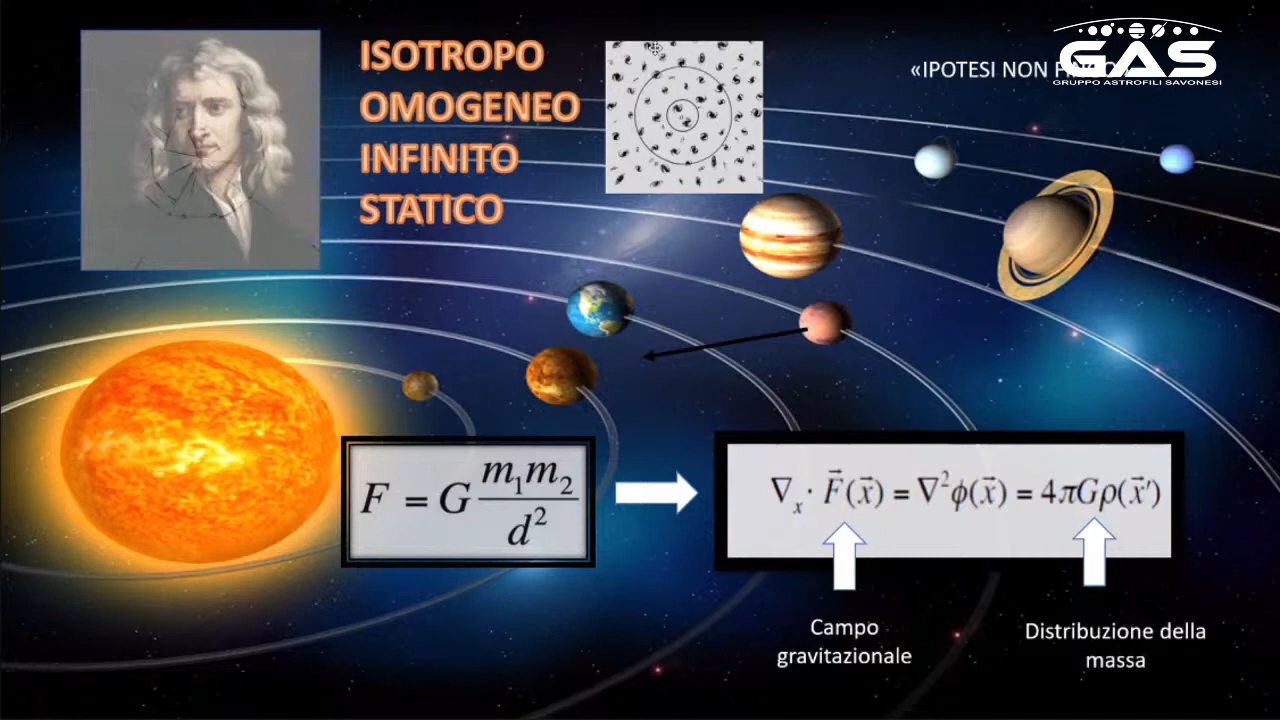 ISOTROPO
OMOGENEO
INFINITO
STATICO
«IPOTESI NON
GAS
GRUPPO ASTROFILI SAVONESI
F = G m₁m₂ / d²
∇ₓ · F⃗(x⃗) = ∇²ϕ(x⃗) = 4πGρ(x⃗')
Campo
gravitazionale
Distribuzione della
massa